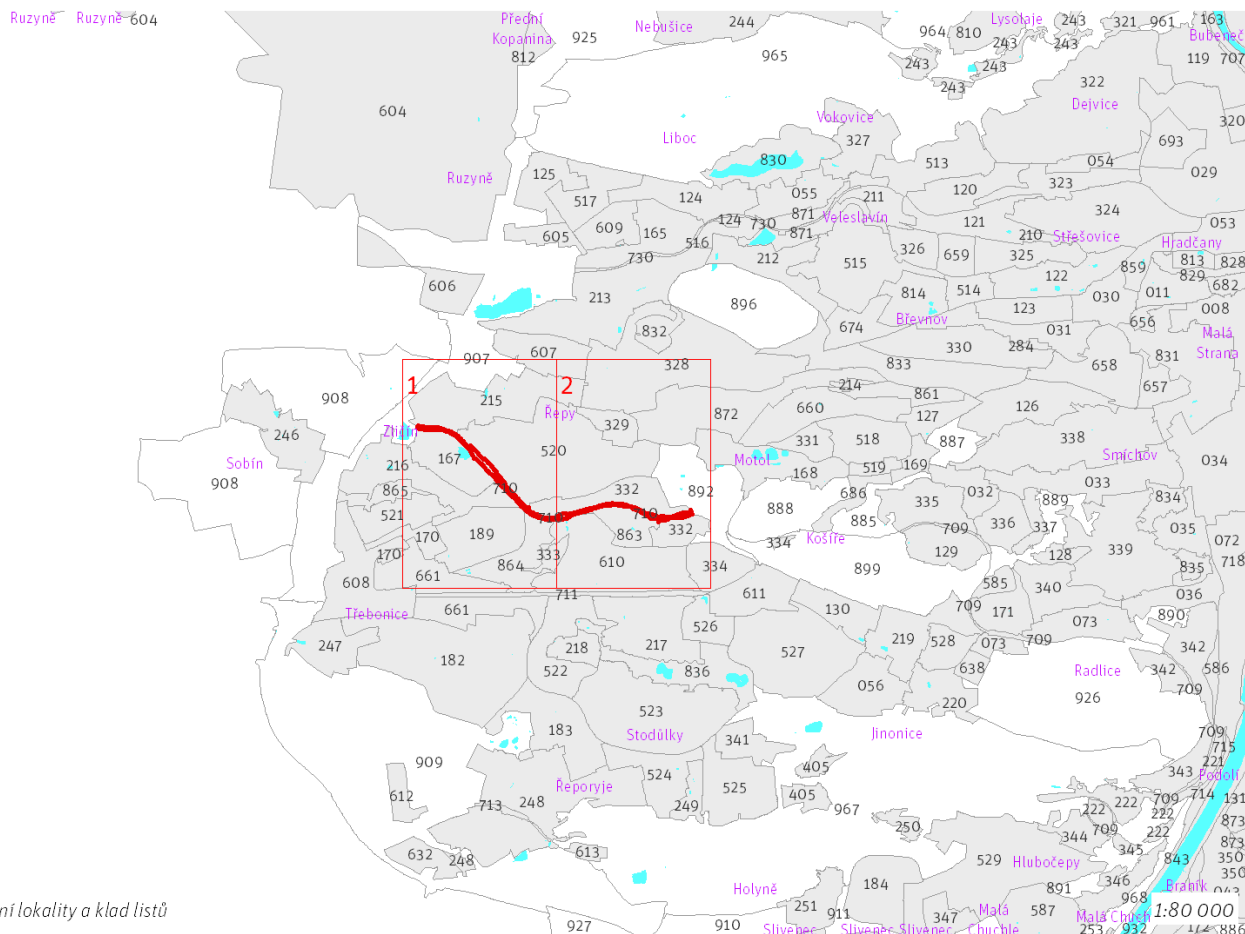 Ruzyně Ruzyně 604 Přední Kopanina 925 Nebušice 244 964 810 Lysolaje 243 321 961 163
812 965 243 243 243 243 Bubeneč 119 707
604 322 Dejvice 320
Liboc Vokovice 327 693
830 513 054 029
Ruzyně 125 517 124 055 211 120 323
609 165 124 730 871 Veleslavín 121 324 053
605 516 871 210 Střešovice Hradčany
730 212 515 326 659 325 859 813 828
606 213 814 514 122 829 682
896 123 030 011 008
832 674 Břevnov 031 656 Malá Strana
907 607 328 833 330 284 658 831
908 1 2 214 861 657
215 Řepy 872 660 127 126
246 Zličín 329 331 518 887 338
Sobín 216 167 520 Motol 168 519 169 Smíchov 034
908 865 710 332 892 686 032 033
521 710 710 888 885 335 889 834
170 189 863 332 334 Košíře 709 336 337 035
170 333 610 129 128 339 072
608 661 864 334 899 835 718
711 611 585 340 036
Třebonice 661 130 709 171 073 890
247 526 219 528 073 709 342
182 218 217 527 638 Radlice 342 586
522 836 056 926 709
523 220
183 Stodůlky 341 Jinonice 709
909 405 715
524 221
612 Řeporyje 525 405 343 Podolí
713 248 249 967 222 222 709 714 131
250 344 709 222 222 873
632 248 613 345 873
529 Hlubočepy 843 350
Holyně 184 891 346 350
ní lokality a klad listů 251 911 347 Malá Chuchle 587 968 Braník 043
927 910 Slivenec Slivenec Slivenec 253 Malá Chuch 932 1:80 000 172 886